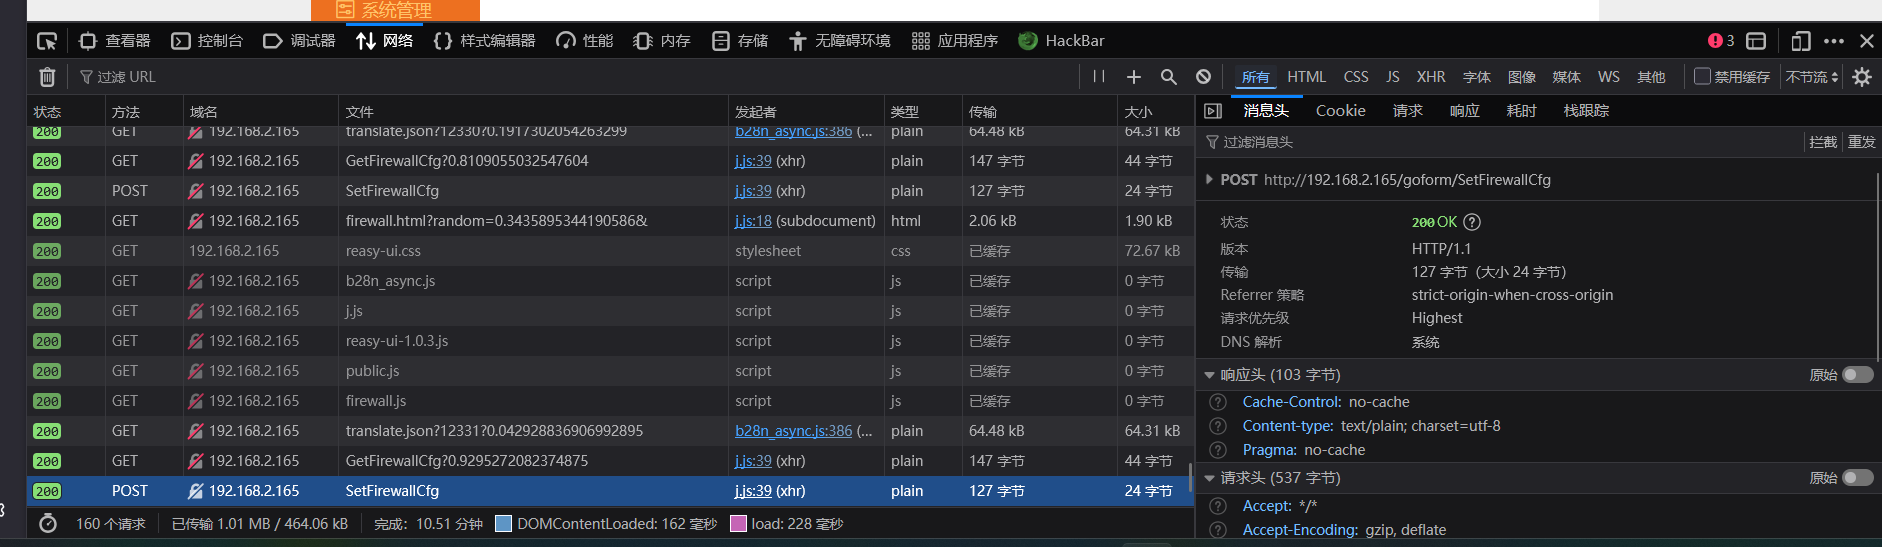 系统管理
查看器 控制台 调试器 网络 样式编辑器 性能 内存 存储 无障碍环境 应用程序 HackBar 3
过滤 URL 所有 HTML CSS JS XHR 字体 图像 媒体 WS 其他 禁用缓存 不节流
状态 方法 域名 文件 发起者 类型 传输 大小
200 GET 192.168.2.165 translate.json?12330?0.1917302054263299 b28n_async.js:386 (... plain 64.48 kB 64.31 kB
200 GET 192.168.2.165 GetFirewallCfg?0.8109055032547604 j.js:39 (xhr) plain 147 字节 44 字节
200 POST 192.168.2.165 SetFirewallCfg j.js:39 (xhr) plain 127 字节 24 字节
200 GET 192.168.2.165 firewall.html?random=0.3435895344190586& j.js:18 (subdocument) html 2.06 kB 1.90 kB
200 GET 192.168.2.165 reasy-ui.css stylesheet css 已缓存 72.67 kB
200 GET 192.168.2.165 b28n_async.js script js 已缓存 0 字节
200 GET 192.168.2.165 j.js script js 已缓存 0 字节
200 GET 192.168.2.165 reasy-ui-1.0.3.js script js 已缓存 0 字节
200 GET 192.168.2.165 public.js script js 已缓存 0 字节
200 GET 192.168.2.165 firewall.js script js 已缓存 0 字节
200 GET 192.168.2.165 translate.json?12331?0.042928836906992895 b28n_async.js:386 (... plain 64.48 kB 64.31 kB
200 GET 192.168.2.165 GetFirewallCfg?0.9295272082374875 j.js:39 (xhr) plain 147 字节 44 字节
200 POST 192.168.2.165 SetFirewallCfg j.js:39 (xhr) plain 127 字节 24 字节
160 个请求 已传输 1.01 MB / 464.06 kB 完成：10.51 分钟 DOMContentLoaded: 162 毫秒 load: 228 毫秒
消息头 Cookie 请求 响应 耗时 栈跟踪
过滤消息头 拦截 重发
POST http://192.168.2.165/goform/SetFirewallCfg
状态 200 OK
版本 HTTP/1.1
传输 127 字节（大小 24 字节）
Referrer 策略 strict-origin-when-cross-origin
请求优先级 Highest
DNS 解析 系统
响应头 (103 字节) 原始
Cache-Control: no-cache
Content-type: text/plain; charset=utf-8
Pragma: no-cache
请求头 (537 字节) 原始
Accept: */*
Accept-Encoding: gzip, deflate